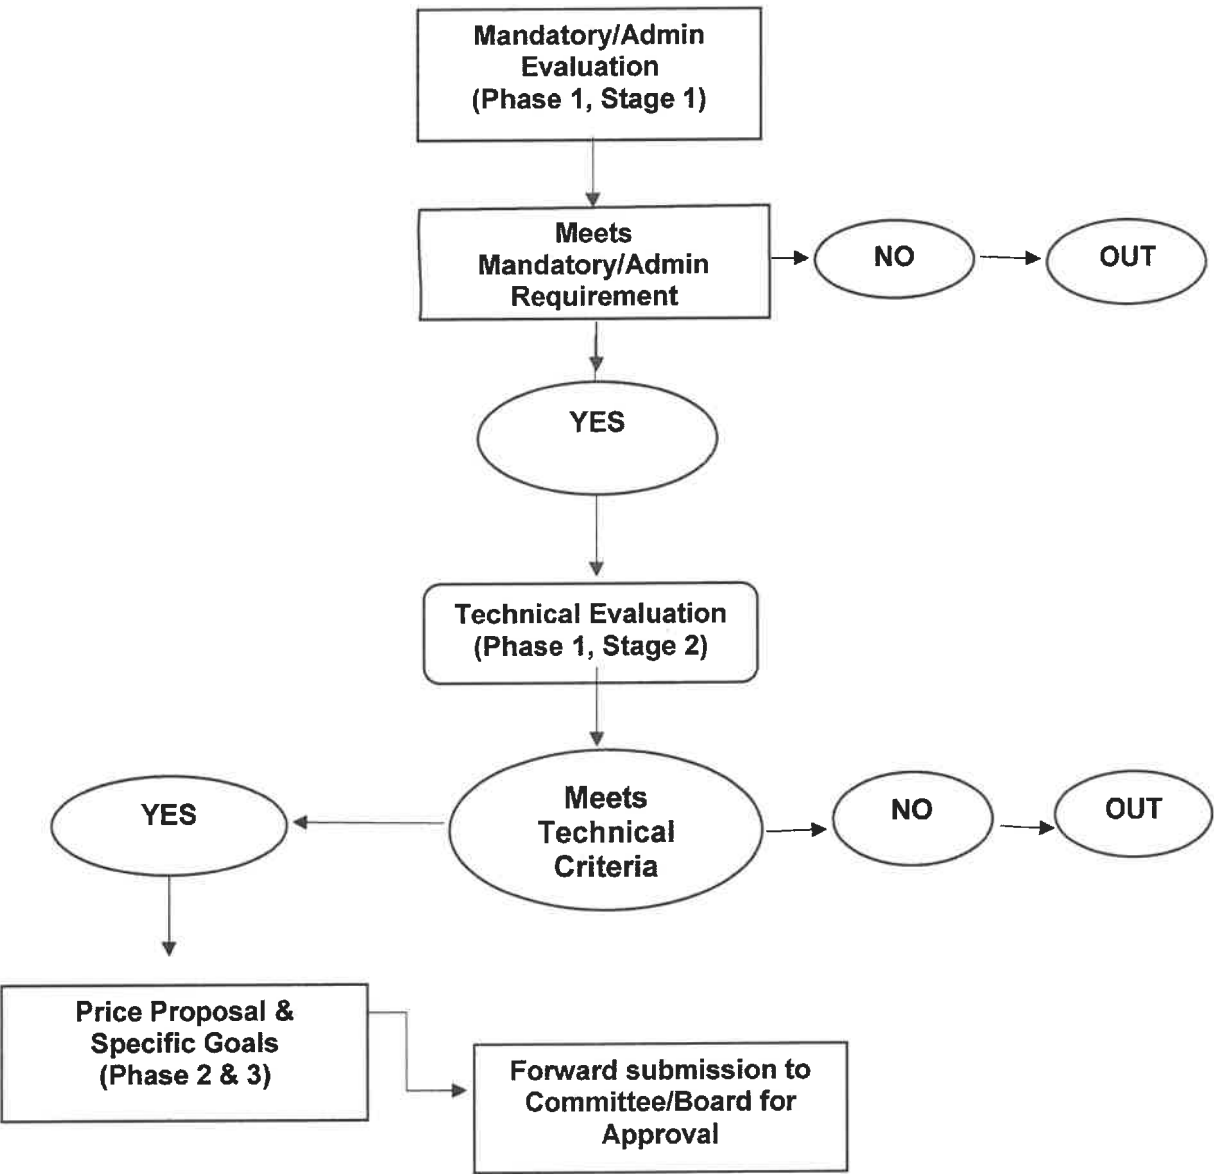 Mandatory/Admin
Evaluation
(Phase 1, Stage 1)
Meets
Mandatory/Admin
Requirement
NO
OUT
YES
Technical Evaluation
(Phase 1, Stage 2)
Meets
Technical
Criteria
NO
OUT
YES
Price Proposal &
Specific Goals
(Phase 2 & 3)
Forward submission to
Committee/Board for
Approval